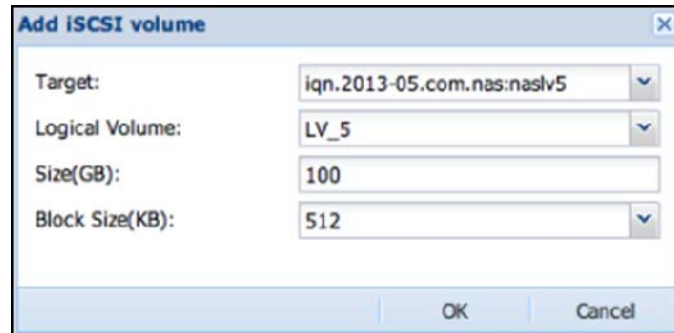 Add iSCSI volume
Target: iqn.2013-05.com.nas:naslv5
Logical Volume: LV_5
Size(GB): 100
Block Size(KB): 512
OK Cancel